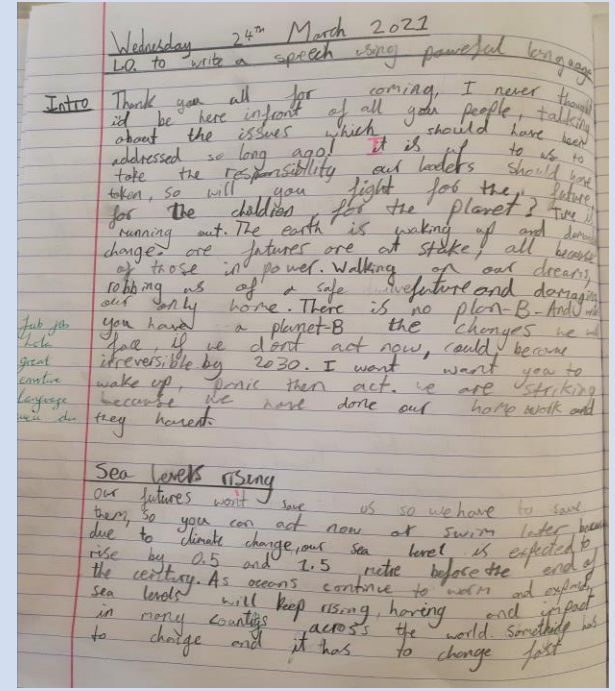 Wednesday 24th March 2021
L.O. to write a speech using poweful language
Intro Thank you all for coming, I never thought
i'd be here infront of all you people, talking
about the issues which should have been
addressed so long ago! it is up to us to
take the responsibility our leaders should have
token, so will you fight for the future,
for the children, for the planet? Time is
running out. The earth is waking up and
change. are futures are at stake, all because
of those in power. Walking on our dreams,
robbing us of a safe future and damaging
our only home. There is no plan-B. And
you have a planet-B the changes we
face, if we dont act now, could become
irreversible by 2030. I want want you to
wake up, panic then act. we are striking
because we have done our home work and
they havent.
great
emotive
language
Sea levels rising
our futures wont save us so we have to save
them, so you can act now or swim later
due to climate change, our sea level is expected to
rise by 0.5 and 1.5 metre before the end of
the century. As oceans continue to warm and expand,
sea levels will keep rising, having and impact
in many countries across the world. Something has
to change and it has to change fast